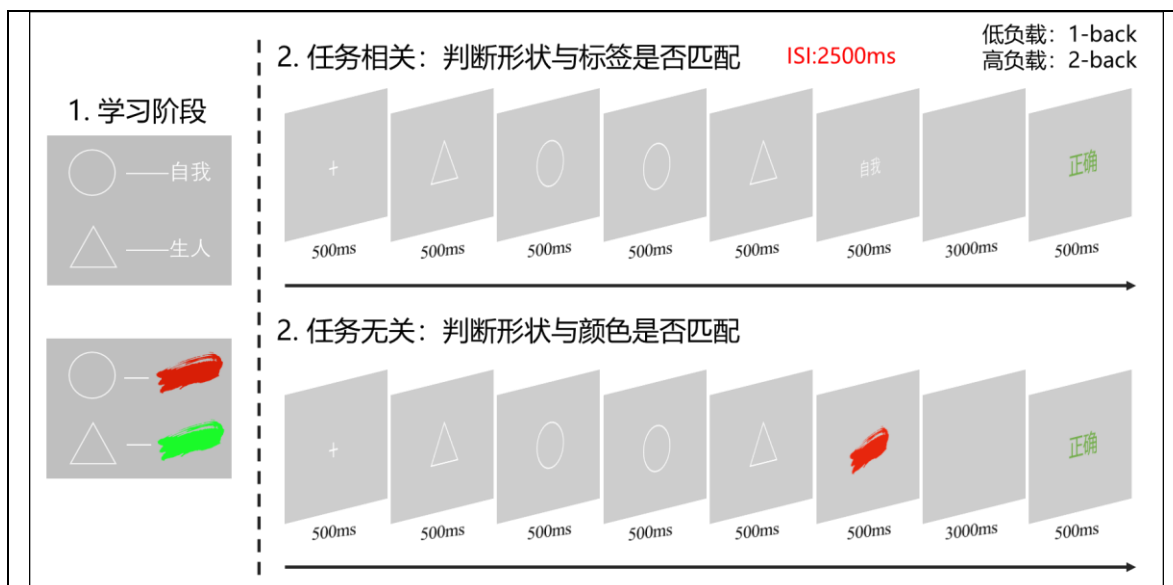 1. 学习阶段
自我
生人
低负载：1-back
高负载：2-back
2. 任务相关：判断形状与标签是否匹配 ISI:2500ms
自我
正确
500ms 500ms 500ms 500ms 500ms 500ms 3000ms 500ms
2. 任务无关：判断形状与颜色是否匹配
正确
500ms 500ms 500ms 500ms 500ms 500ms 3000ms 500ms